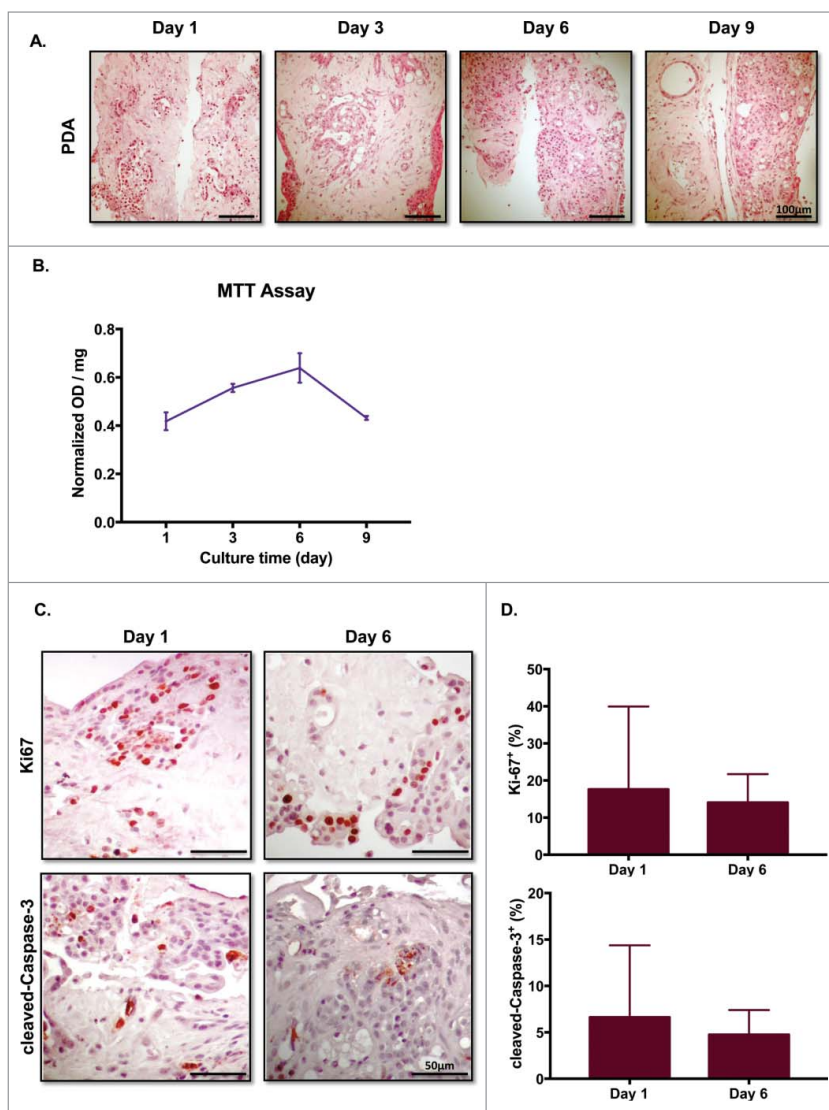 A.
Day 1 Day 3 Day 6 Day 9
PDA
100µm
B.
MTT Assay
Normalized OD / mg
0.8
0.6
0.4
0.2
0.0
1 3 6 9
Culture time (day)
C.
Day 1 Day 6
Ki67
cleaved-Caspase-3
50µm
D.
Ki-67⁺ (%)
50
40
30
20
10
0
Day 1 Day 6
cleaved-Caspase-3⁺ (%)
20
15
10
5
0
Day 1 Day 6